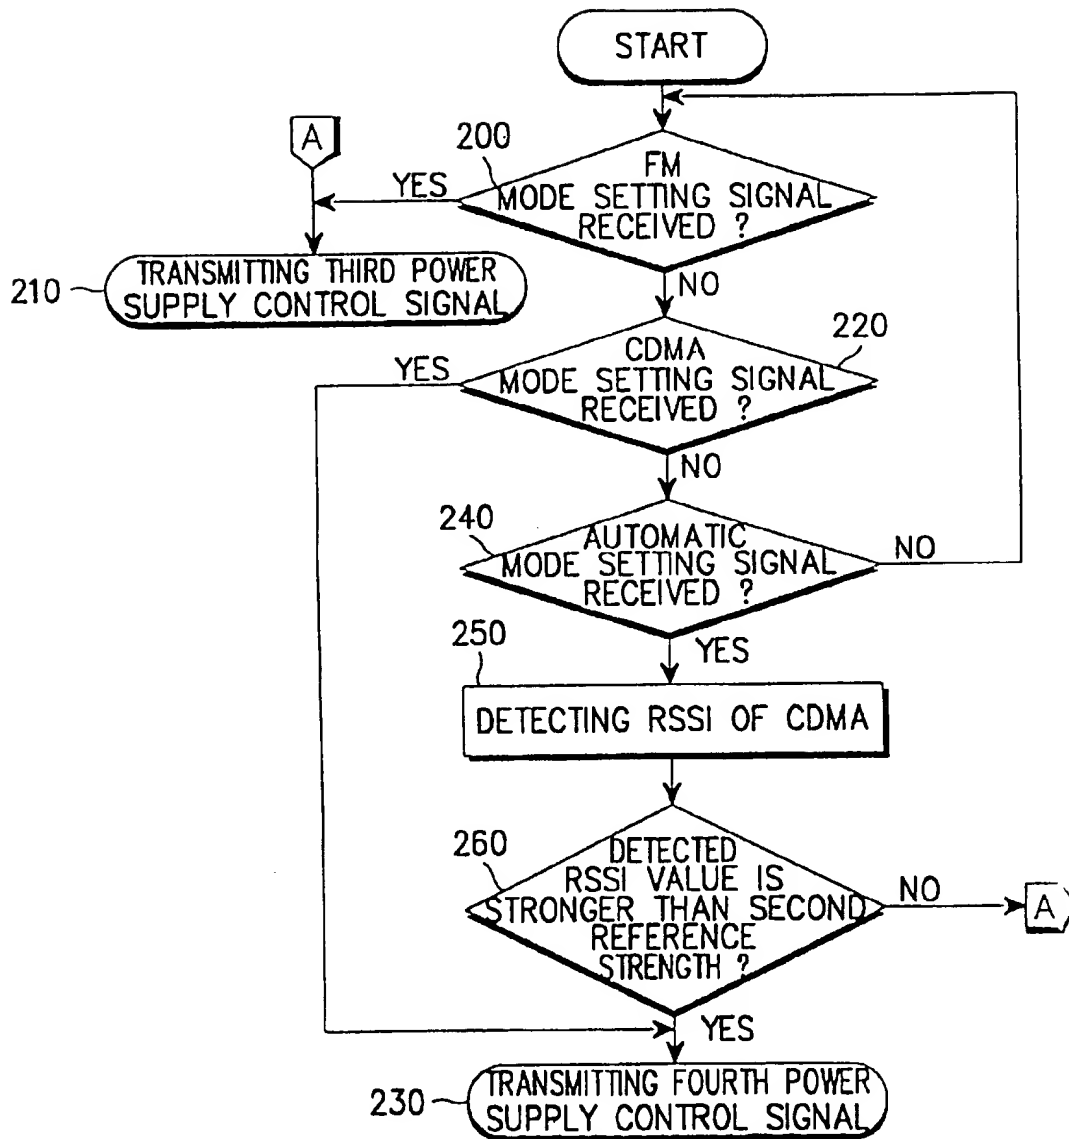 START
A
200
YES
FM
MODE SETTING SIGNAL
RECEIVED ?
NO
210
TRANSMITTING THIRD POWER
SUPPLY CONTROL SIGNAL
YES
CDMA
MODE SETTING SIGNAL
RECEIVED ?
220
NO
240
AUTOMATIC
MODE SETTING SIGNAL
RECEIVED ?
NO
YES
250
DETECTING RSSI OF CDMA
260
DETECTED
RSSI VALUE IS
STRONGER THAN SECOND
REFERENCE
STRENGTH ?
NO
A
YES
230
TRANSMITTING FOURTH POWER
SUPPLY CONTROL SIGNAL